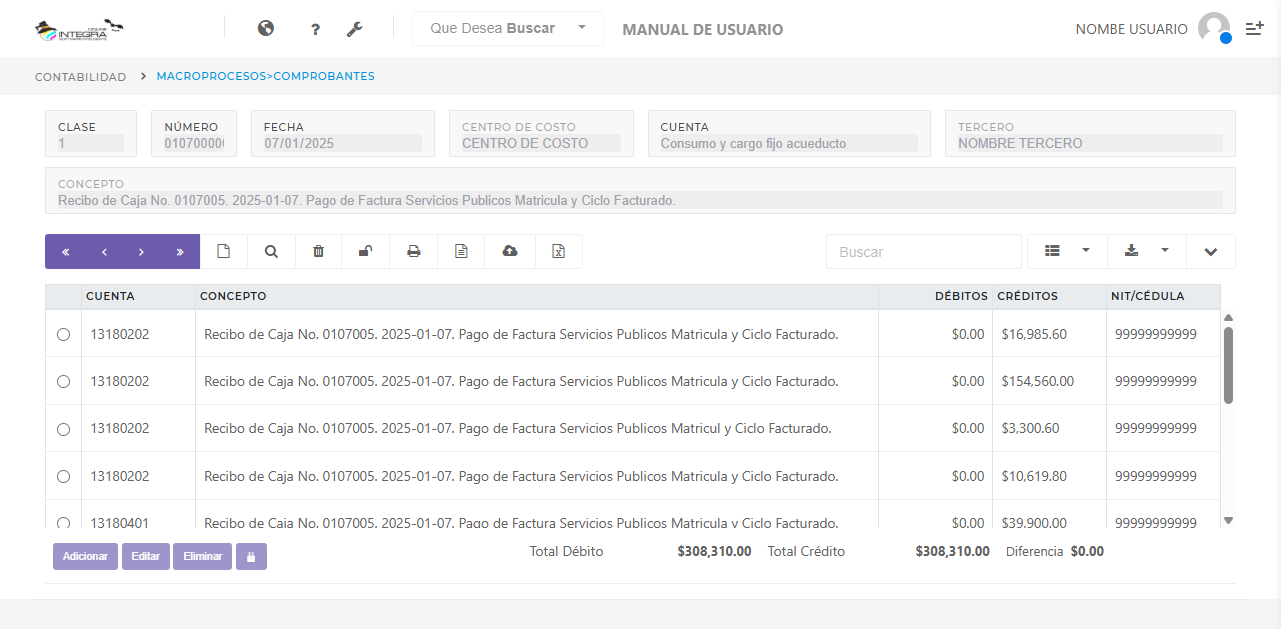 ONLINE
INTEGRA
SOFTWARE INTELIGENTE
?
Que Desea Buscar
MANUAL DE USUARIO
NOMBE USUARIO
CONTABILIDAD > MACROPROCESOS>COMPROBANTES
CLASE
1
NÚMERO
010700000
FECHA
07/01/2025
CENTRO DE COSTO
CENTRO DE COSTO
CUENTA
Consumo y cargo fijo acueducto
TERCERO
NOMBRE TERCERO
CONCEPTO
Recibo de Caja No. 0107005. 2025-01-07. Pago de Factura Servicios Publicos Matricula y Ciclo Facturado.
« ‹ › »
Buscar
CUENTA CONCEPTO DÉBITOS CRÉDITOS NIT/CÉDULA
13180202 Recibo de Caja No. 0107005. 2025-01-07. Pago de Factura Servicios Publicos Matricula y Ciclo Facturado. $0.00 $16,985.60 99999999999
13180202 Recibo de Caja No. 0107005. 2025-01-07. Pago de Factura Servicios Publicos Matricula y Ciclo Facturado. $0.00 $154,560.00 99999999999
13180202 Recibo de Caja No. 0107005. 2025-01-07. Pago de Factura Servicios Publicos Matricul y Ciclo Facturado. $0.00 $3,300.60 99999999999
13180202 Recibo de Caja No. 0107005. 2025-01-07. Pago de Factura Servicios Publicos Matricula y Ciclo Facturado. $0.00 $10,619.80 99999999999
13180401 Recibo de Caja No. 0107005. 2025-01-07. Pago de Factura Servicios Publicos Matricula y Ciclo Facturado. $0.00 $39,900.00 99999999999
Adicionar Editar Eliminar Total Débito $308,310.00 Total Crédito $308,310.00 Diferencia $0.00